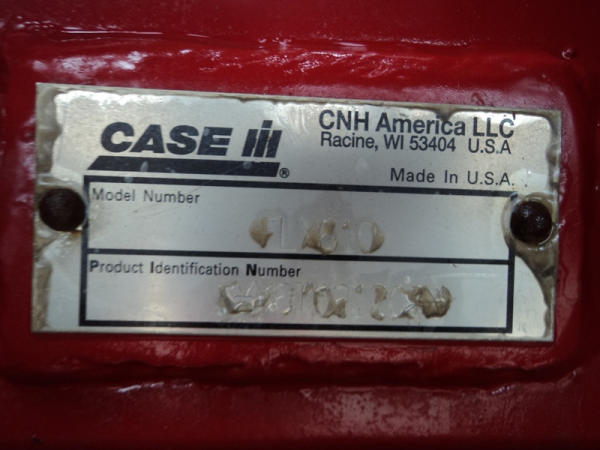 CASE IH®
CNH America LLC
Racine, WI 53404 U.S.A
Made In U.S.A.
Model Number
Product Identification Number